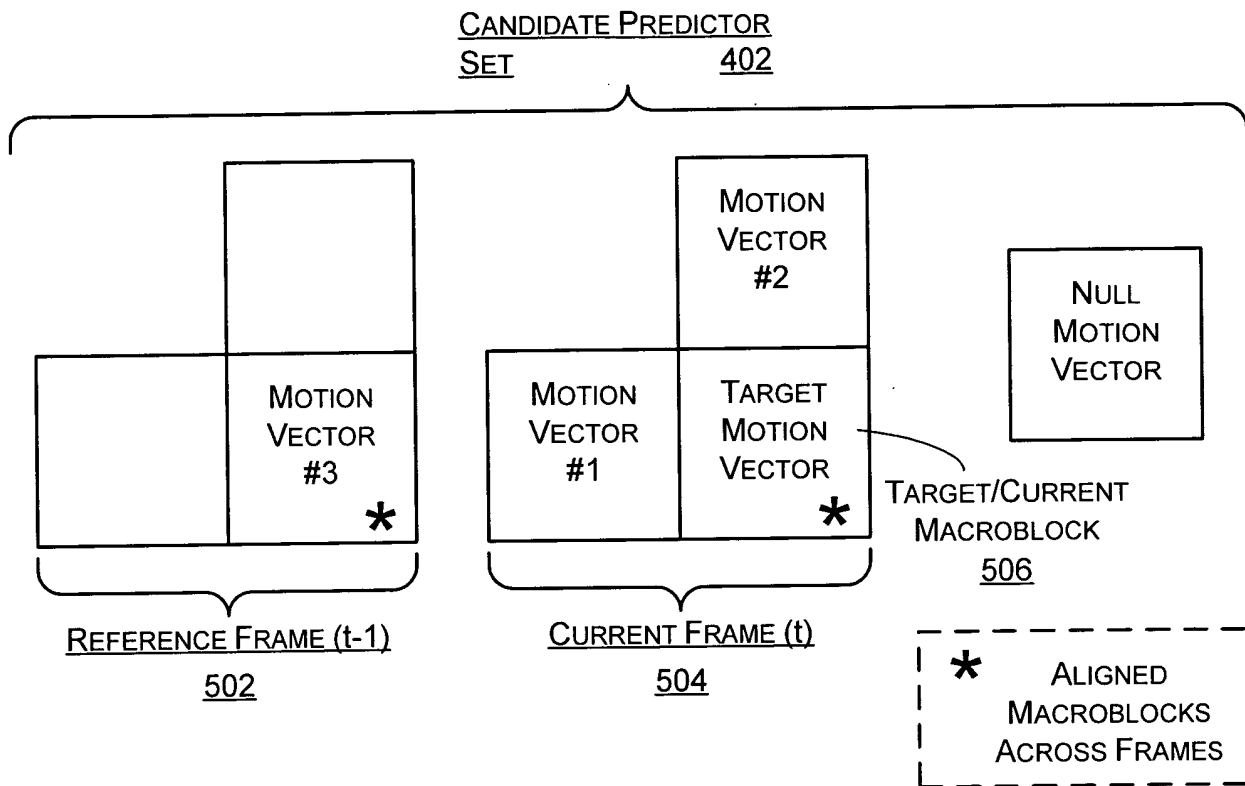 CANDIDATE PREDICTOR
SET 402
MOTION
VECTOR
#2
NULL
MOTION
VECTOR
MOTION
VECTOR
#3
*
MOTION
VECTOR
#1
TARGET
MOTION
VECTOR
*
TARGET/CURRENT
MACROBLOCK
506
REFERENCE FRAME (t-1)
502
CURRENT FRAME (t)
504
* ALIGNED
MACROBLOCKS
ACROSS FRAMES